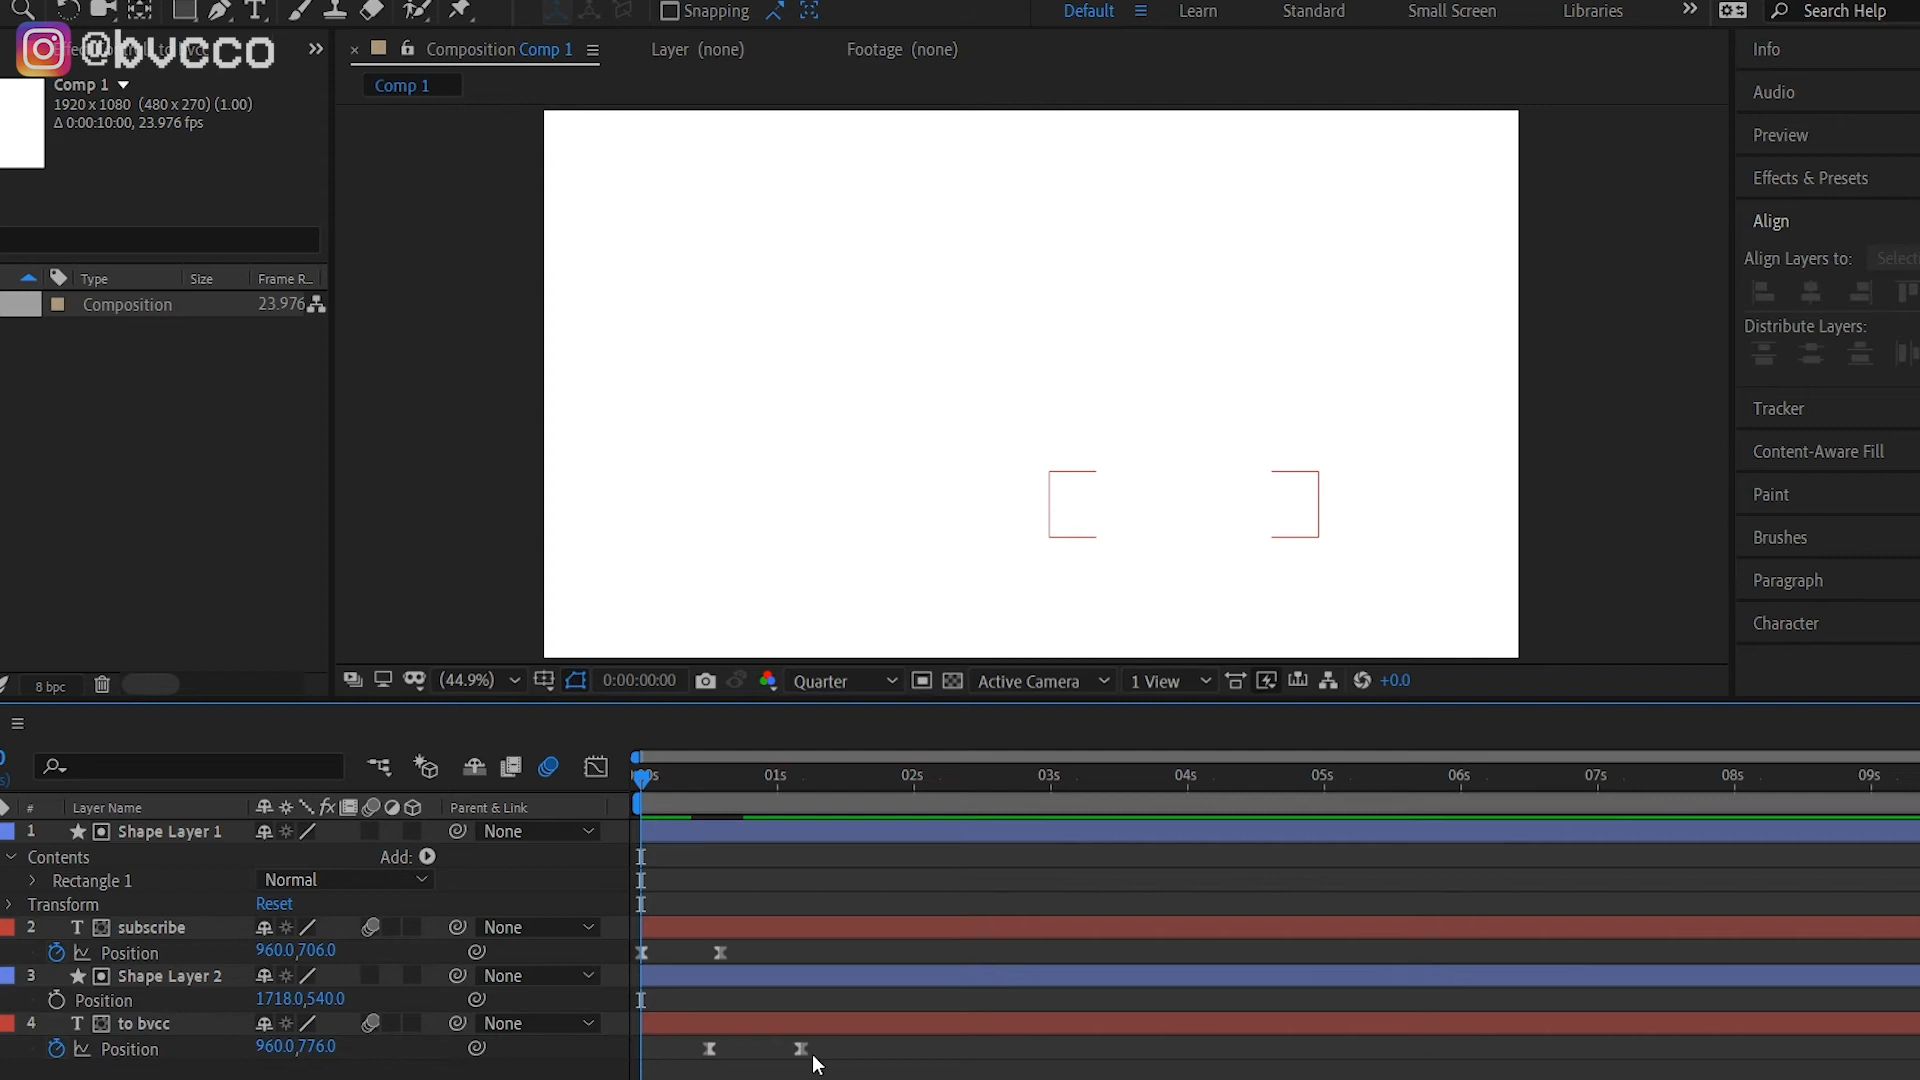 Snapping
Default
Learn
Standard
Small Screen
Libraries
Search Help
@bvcco
Composition Comp 1
Layer (none)
Footage (none)
Info
Comp 1
1920 x 1080 (480 x 270) (1.00)
Δ 0:00:10:00, 23.976 fps
Comp 1
Audio
Preview
Effects & Presets
Align
Align Layers to:
Type
Size
Frame R...
Composition
23.976
Distribute Layers:
Tracker
Content-Aware Fill
Paint
Brushes
Paragraph
Character
8 bpc
(44.9%)
0:00:00:00
Quarter
Active Camera
1 View
+0.0
01s
02s
03s
04s
05s
06s
07s
08s
09s
#
Layer Name
fx
Parent & Link
1
Shape Layer 1
None
Contents
Add:
Rectangle 1
Normal
Transform
Reset
2
T
subscribe
None
Position
960.0,706.0
3
Shape Layer 2
None
Position
1718.0,540.0
4
T
to bvcc
None
Position
960.0,776.0